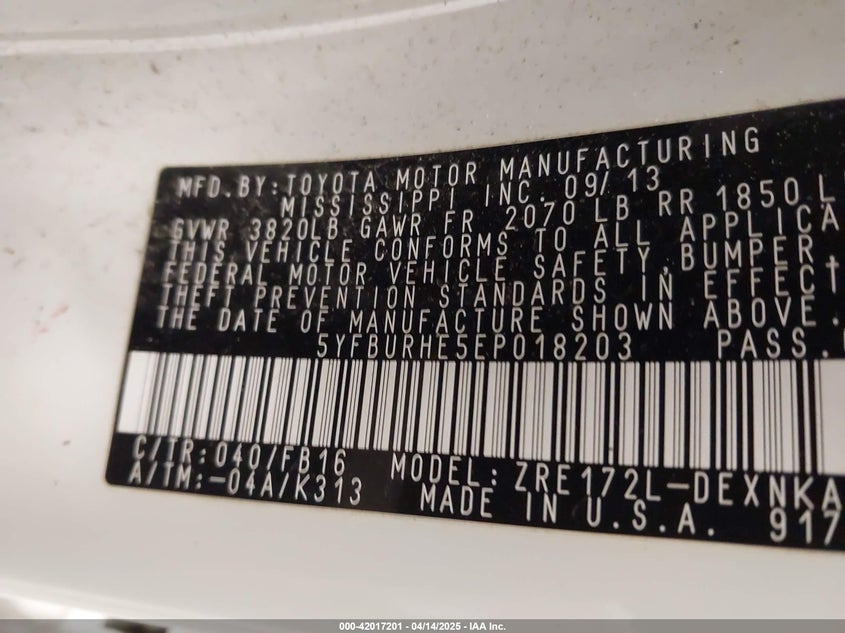 MFD. BY: TOYOTA MOTOR MANUFACTURING
MISSISSIPPI INC. 09/13
GVWR 3820LB GAWR FR 2070 LB RR 1850 L
THIS VEHICLE CONFORMS TO ALL APPLICA
FEDERAL MOTOR VEHICLE SAFETY, BUMPER,
THEFT PREVENTION STANDARDS IN EFFECT
THE DATE OF MANUFACTURE SHOWN ABOVE.
5YFBURHE5EP018203 PASS.
C/TR: 040/FB16 MODEL: ZRE172L-DEXNKA
A/TM: -04A/K313 MADE IN U.S.A. 917
000-42017201 | 04/14/2025 - IAA Inc.